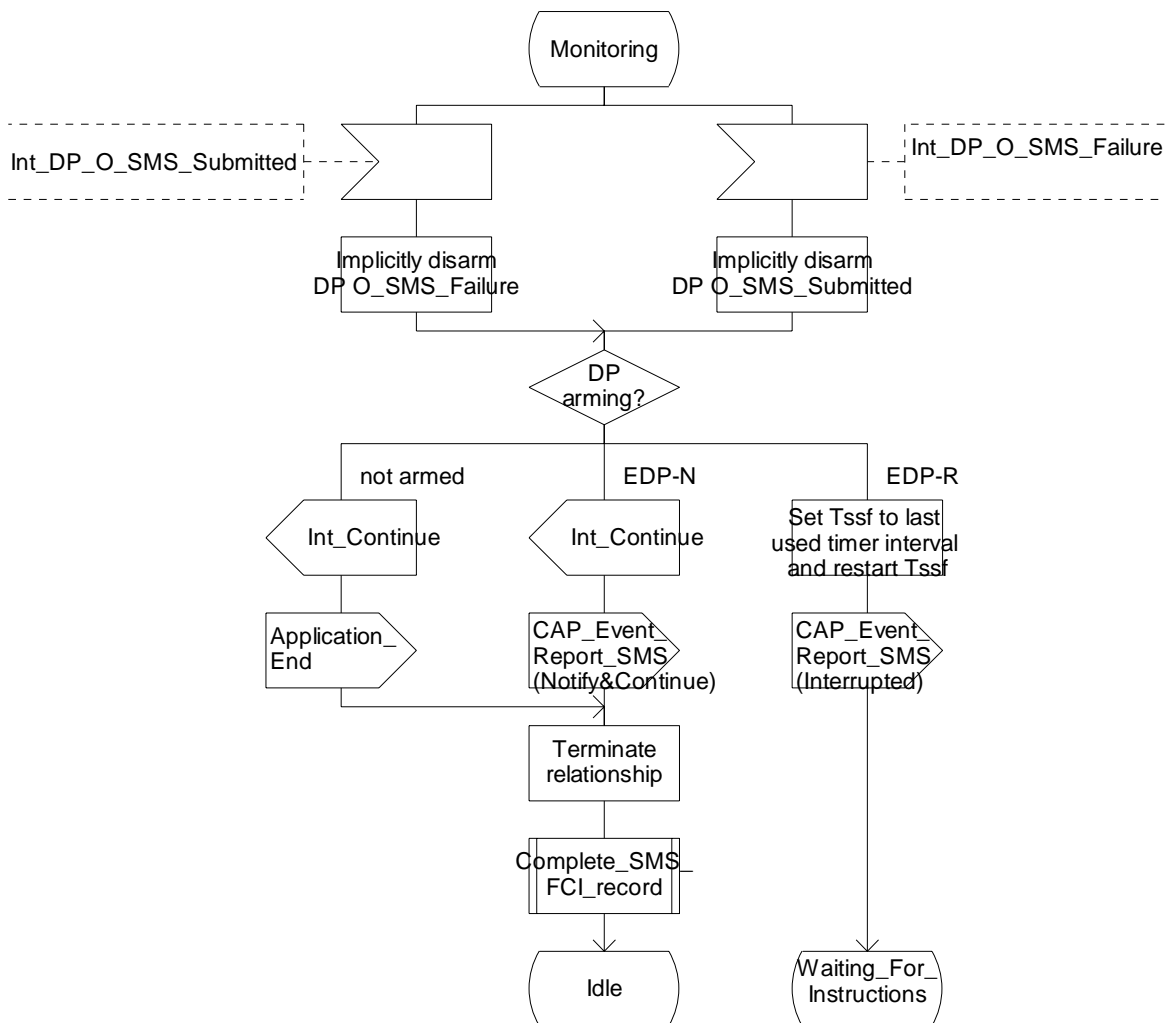 Monitoring
Int_DP_O_SMS_Submitted
Int_DP_O_SMS_Failure
Implicitly disarm
DP O_SMS_Failure
Implicitly disarm
DP O_SMS_Submitted
DP
arming?
not armed
EDP-N
EDP-R
Int_Continue
Int_Continue
Set Tssf to last
used timer interval
and restart Tssf
Application_
End
CAP_Event_
Report_SMS
(Notify&Continue)
CAP_Event_
Report_SMS
(Interrupted)
Terminate
relationship
Complete_SMS_
FCI_record
Idle
Waiting_For_
Instructions